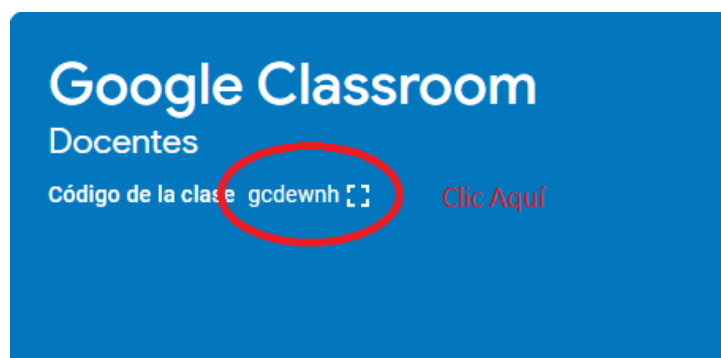 Google Classroom
Docentes
Código de la clase gcdewnh
Clic Aquí